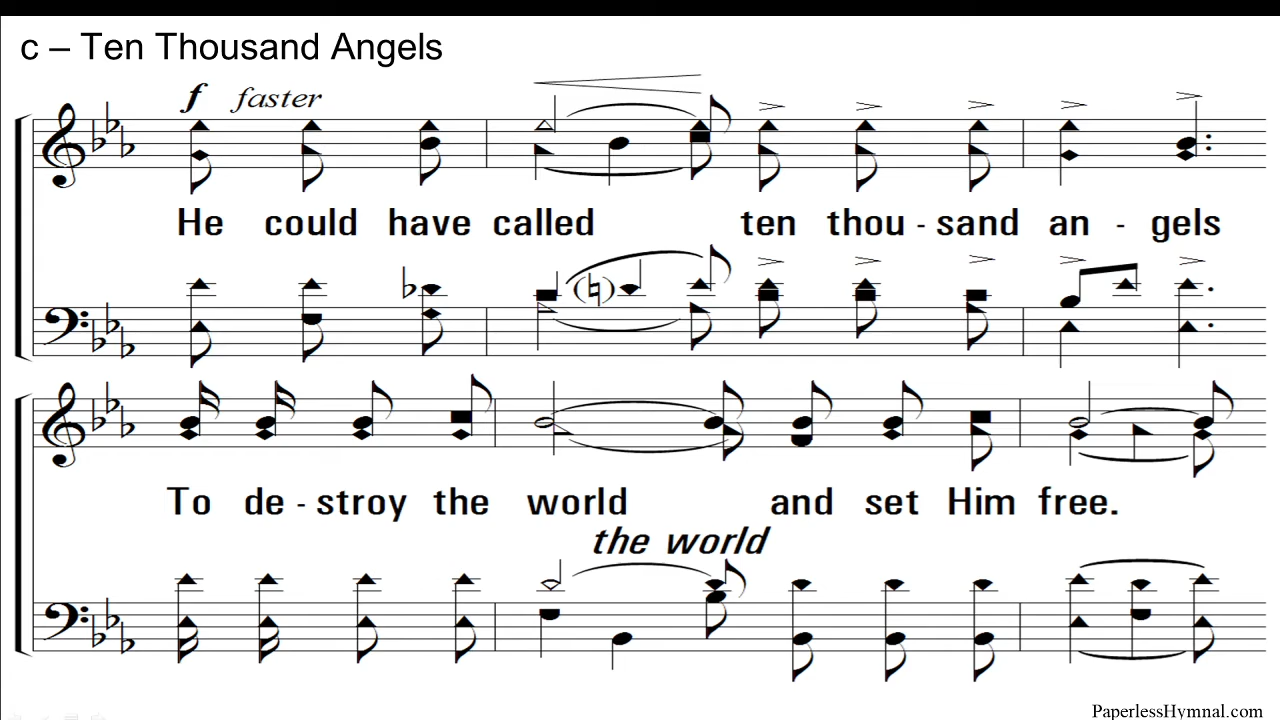 c – Ten Thousand Angels
f faster
He could have called ten thou - sand an - gels
To de - stroy the world and set Him free.
the world
PaperlessHymnal.com